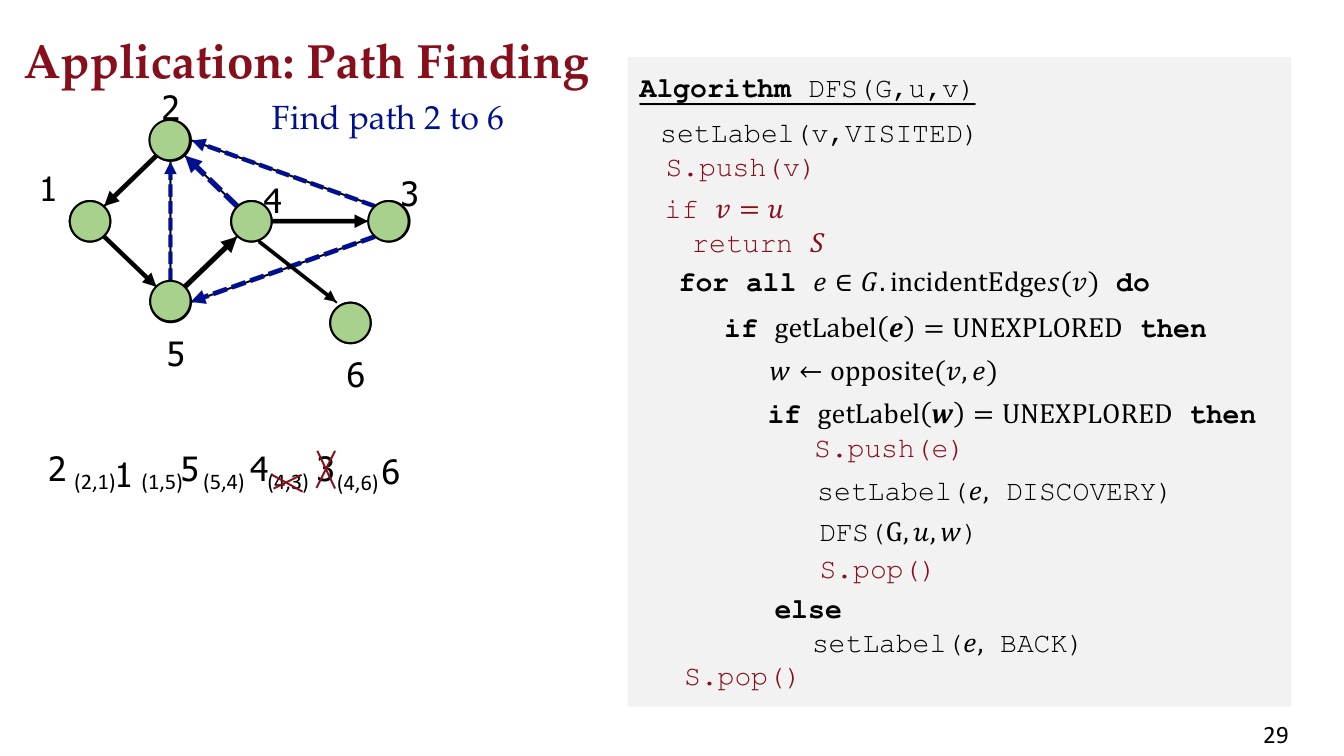 Application: Path Finding
Find path 2 to 6
2
1
4
3
5
6
2 (2,1) 1 (1,5) 5 (5,4) 4 (4,3) 3 (4,6) 6
Algorithm DFS(G,u,v)
setLabel(v,VISITED)
S.push(v)
if 𝑣 = 𝑢
return 𝑆
for all 𝑒 ∈ 𝐺.incidentEdges(𝑣) do
if getLabel(𝒆) = UNEXPLORED then
𝑤 ← opposite(𝑣, 𝑒)
if getLabel(𝒘) = UNEXPLORED then
S.push(e)
setLabel(𝑒, DISCOVERY)
DFS(G, 𝑢, 𝑤)
S.pop()
else
setLabel(𝑒, BACK)
S.pop()
29